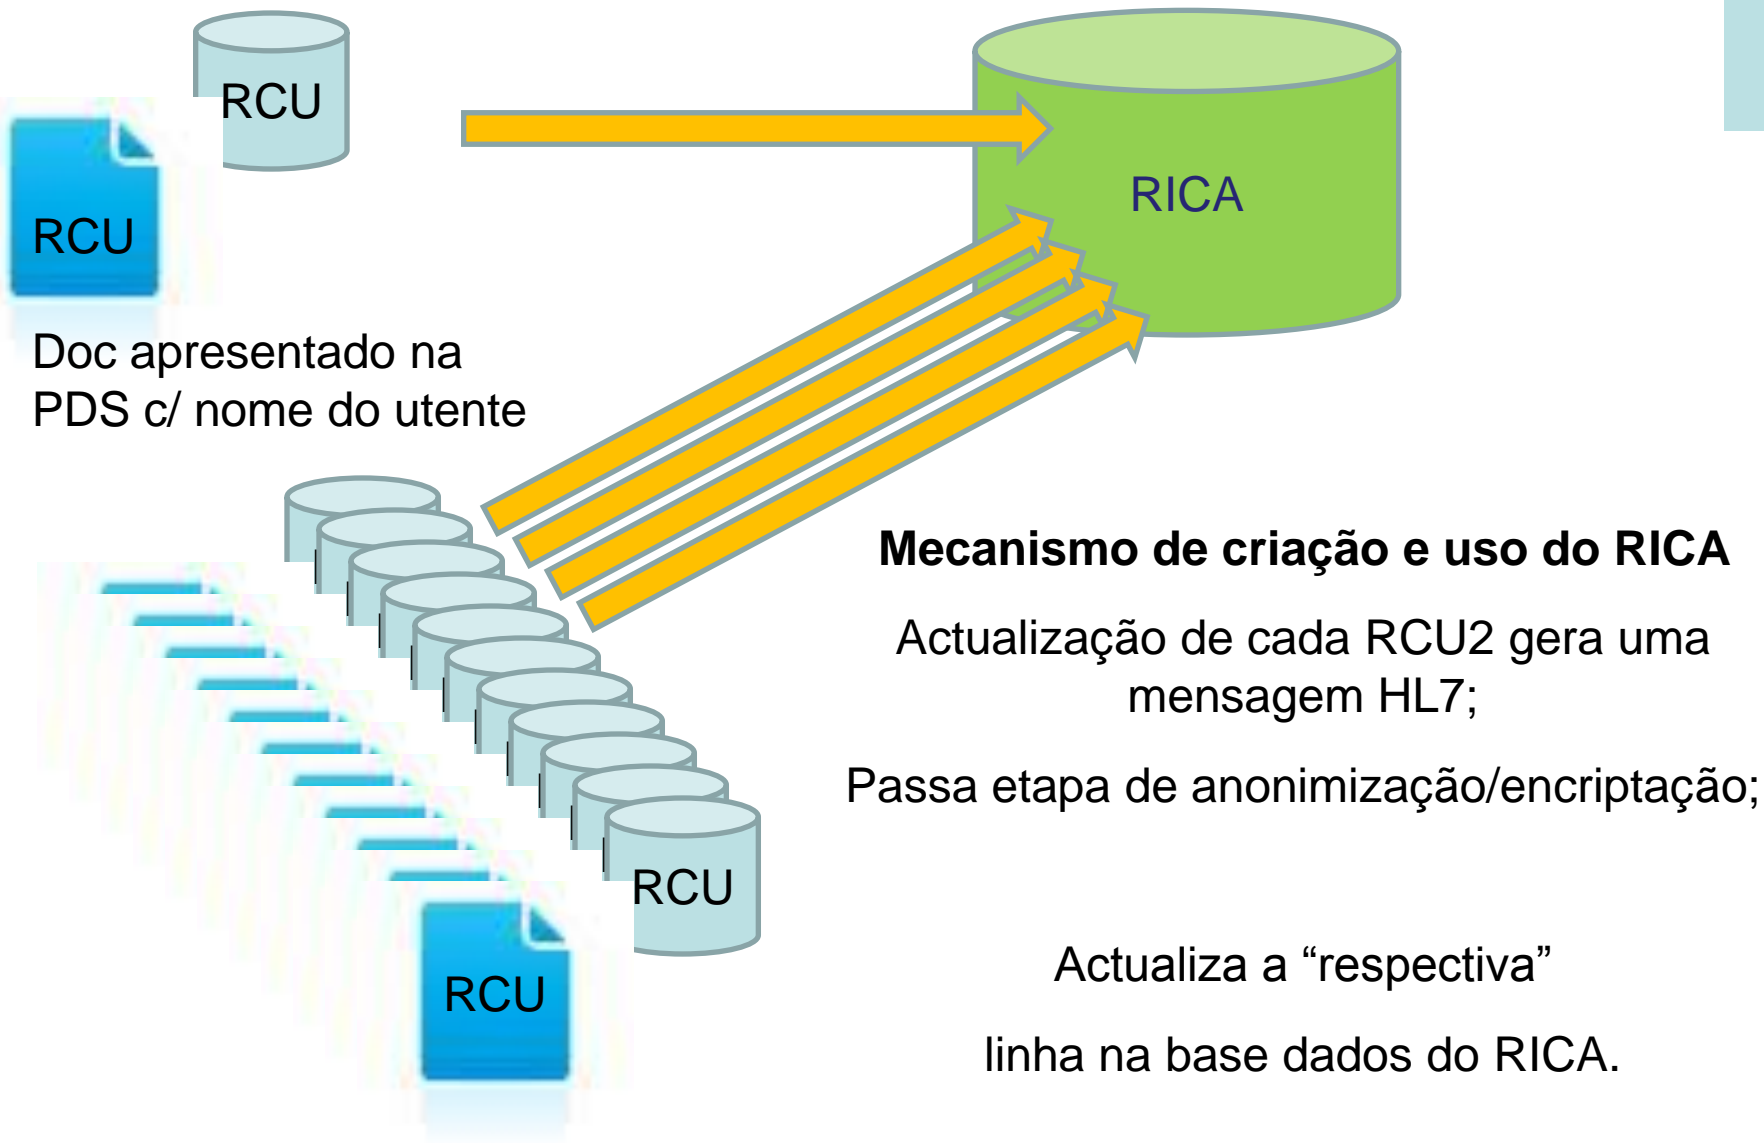 RCU
RICA
RCU
Doc apresentado na
PDS c/ nome do utente
Mecanismo de criação e uso do RICA
Actualização de cada RCU2 gera uma
mensagem HL7;
Passa etapa de anonimização/encriptação;
RCU
Actualiza a “respectiva”
RCU
linha na base dados do RICA.